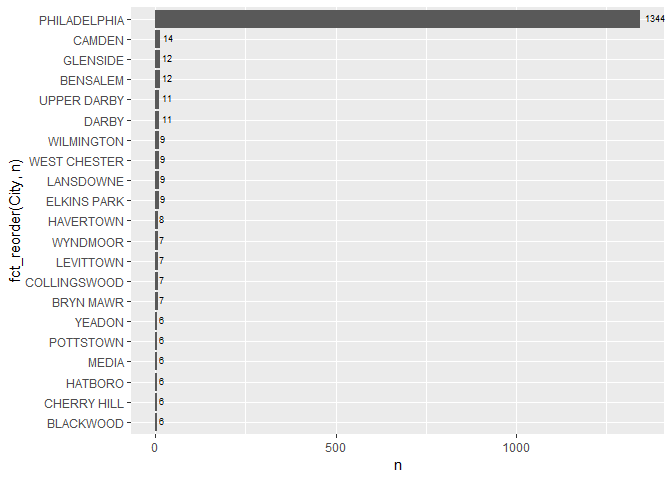 PHILADELPHIA 1344
CAMDEN 14
GLENSIDE 12
BENSALEM 12
UPPER DARBY 11
DARBY 11
WILMINGTON 9
WEST CHESTER 9
LANSDOWNE 9
ELKINS PARK 9
HAVERTOWN 8
WYNDMOOR 7
LEVITTOWN 7
COLLINGSWOOD 7
BRYN MAWR 7
YEADON 6
POTTSTOWN 6
MEDIA 6
HATBORO 6
CHERRY HILL 6
BLACKWOOD 6
fct_reorder(City, n)
0 500 1000
n